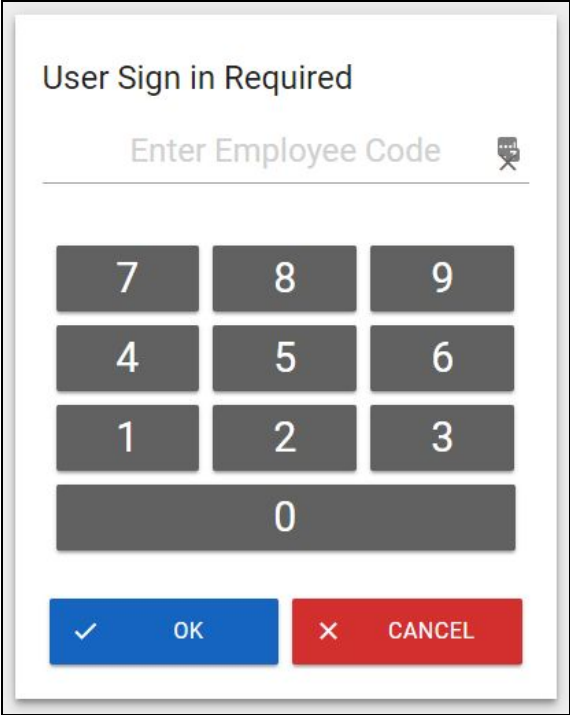 User Sign in Required
Enter Employee Code
7 8 9
4 5 6
1 2 3
0
OK CANCEL